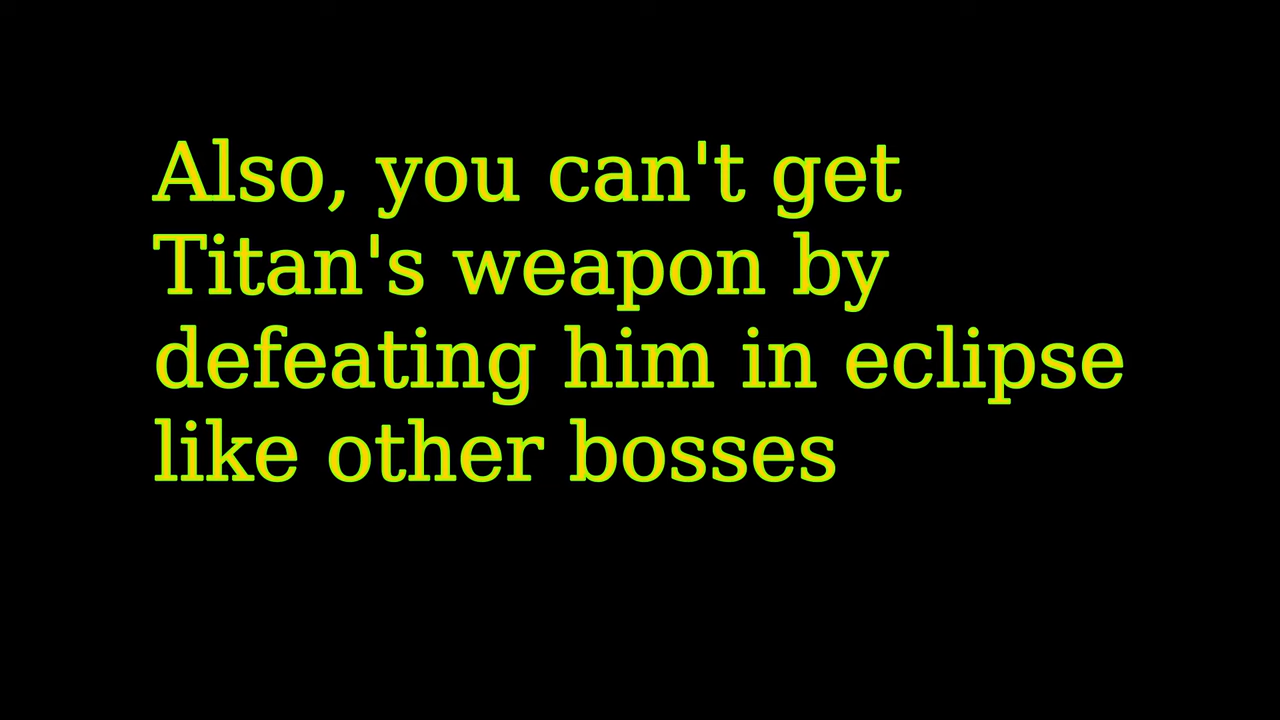 Also, you can't get
Titan's weapon by
defeating him in eclipse
like other bosses